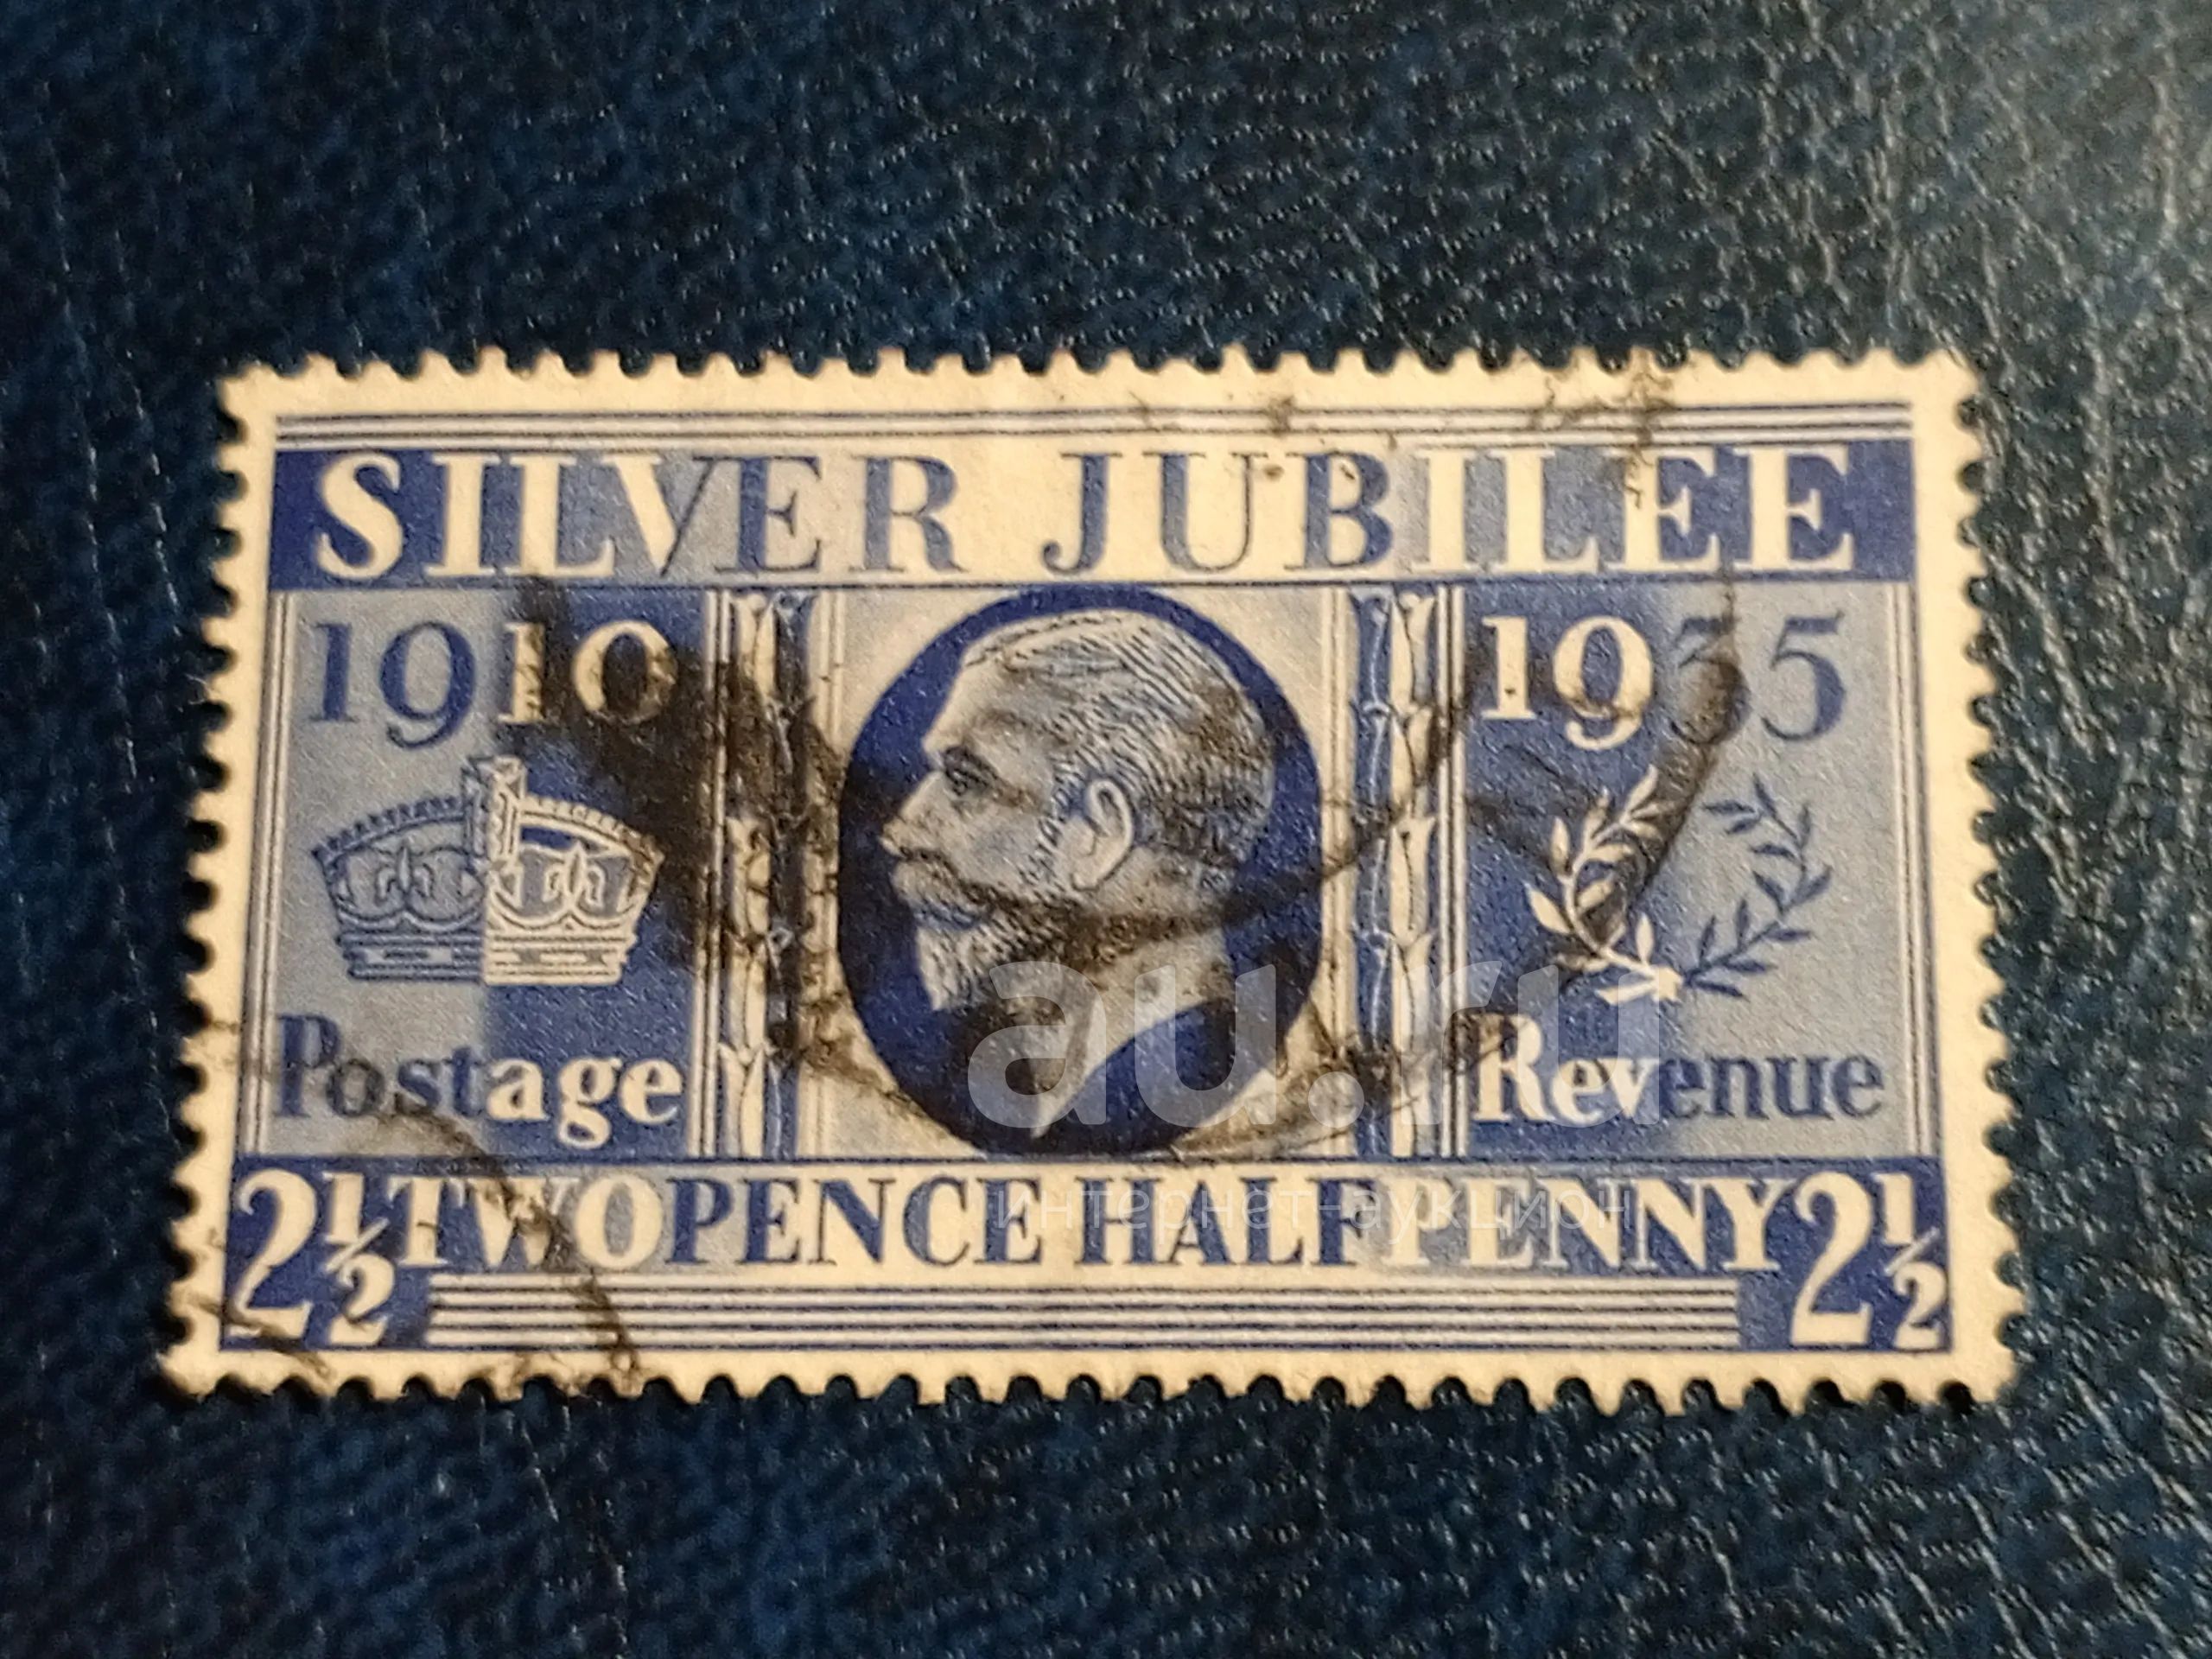 SILVER JUBILEE
1910 1935
Postage Revenue
2½ TWOPENCE HALFPENNY 2½
au.ru
интернет-аукцион